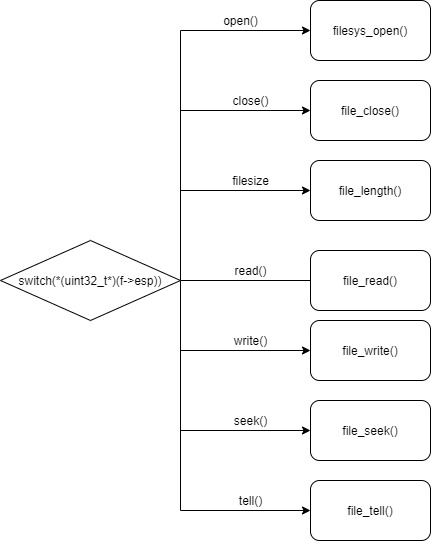 open()
filesys_open()
close()
file_close()
filesize
file_length()
switch(*(uint32_t*)(f->esp))
read()
file_read()
write()
file_write()
seek()
file_seek()
tell()
file_tell()